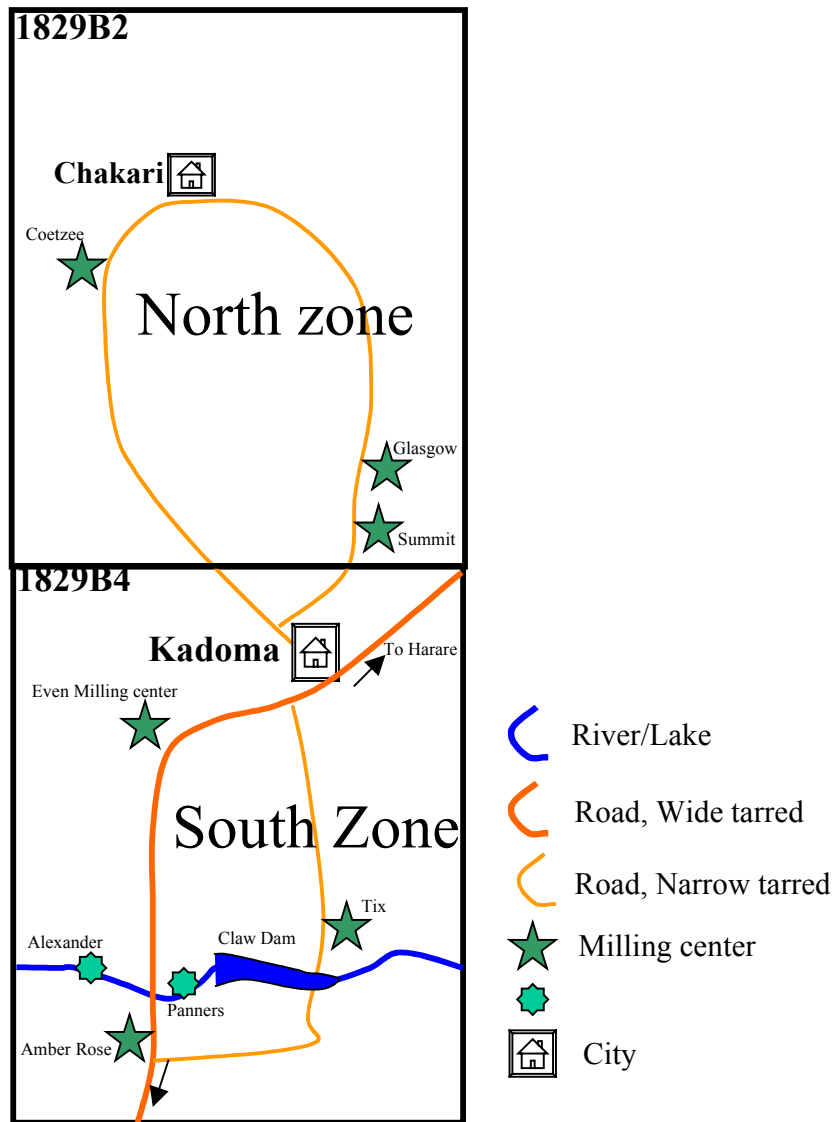 1829B2
Chakari
Coetzee
North zone
Glasgow
Summit
1829B4
Kadoma
To Harare
Even Milling center
South Zone
Tix
Alexander
Claw Dam
Panners
Amber Rose
River/Lake
Road, Wide tarred
Road, Narrow tarred
Milling center
City